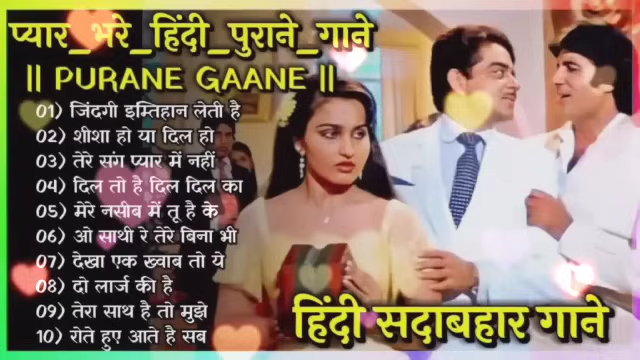 प्यार_भरे_हिंदी_पुराने_गाने
|| PURANE GAANE ||
01) जिंदगी इम्तिहान लेती है
02) शीशा हो या दिल हो
03) तेरे संग प्यार में नहीं
04) दिल तो है दिल दिल का
05) मेरे नसीब में तू है के
06) ओ साथी रे तेरे बिना भी
07) देखा एक ख्वाब तो ये
08) दो लार्ज की है
09) तेरा साथ है तो मुझे
10) रोते हुए आते है सब
हिंदी सदाबहार गाने